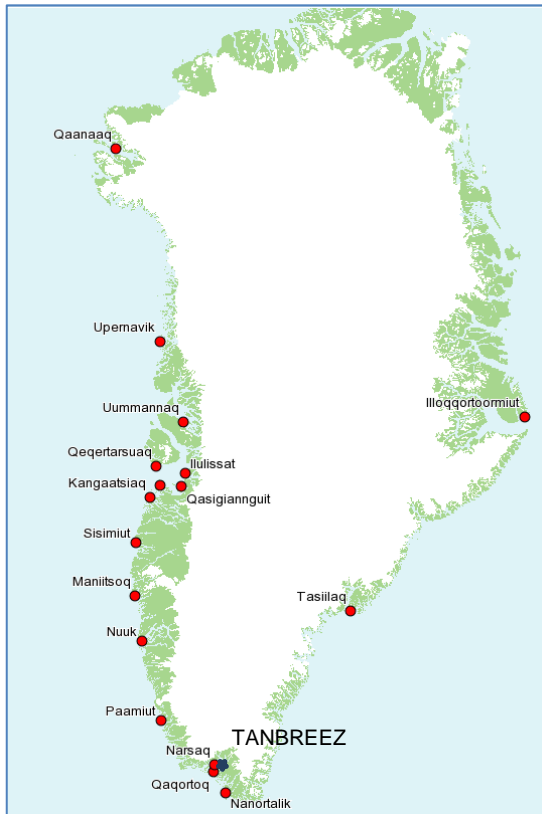 Qaanaaq
Upernavik
Uummannaq
Illoqqortoormiut
Qeqertarsuaq
Ilulissat
Kangaatsiaq
Qasigiannguit
Sisimiut
Maniitsoq
Tasiilaq
Nuuk
Paamiut
TANBREEZ
Narsaq
Qaqortoq
Nanortalik